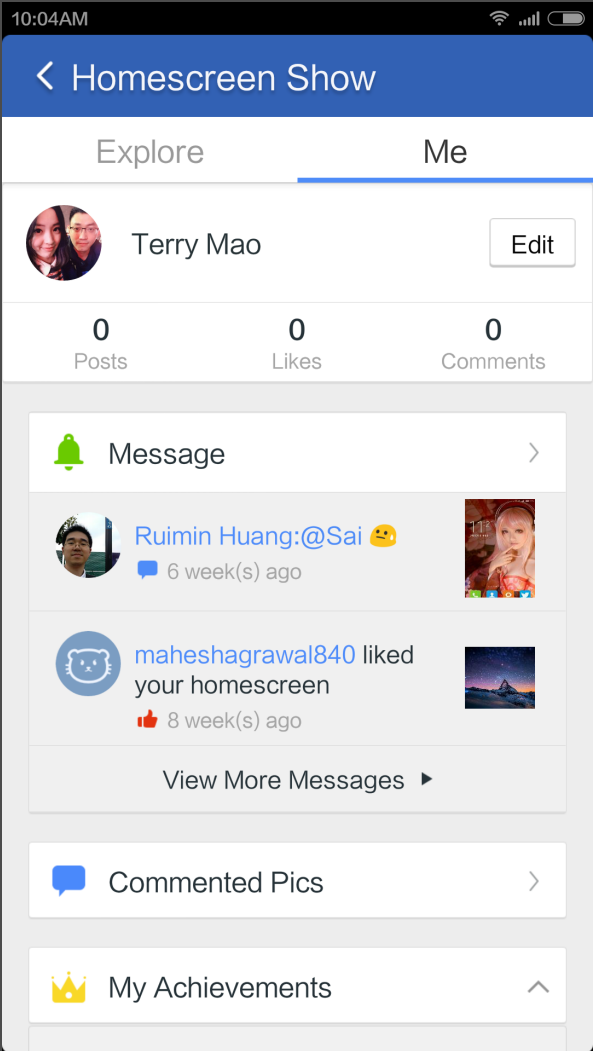 10:04AM
Homescreen Show
Explore
Me
Terry Mao
Edit
0
0
0
Posts
Likes
Comments
Message
Ruimin Huang:@Sai 😓
6 week(s) ago
maheshagrawal840 liked
your homescreen
8 week(s) ago
View More Messages
Commented Pics
My Achievements